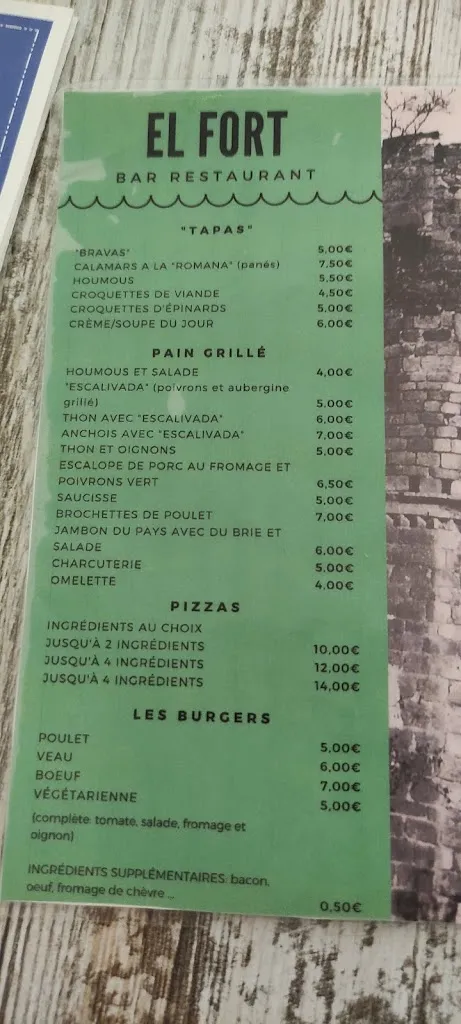 EL FORT
BAR RESTAURANT
"TAPAS"
"BRAVAS" 5,00€
CALAMARS A LA "ROMANA" (panés) 7,50€
HOUMOUS 5,50€
CROQUETTES DE VIANDE 4,50€
CROQUETTES D'ÉPINARDS 5,00€
CRÈME/SOUPE DU JOUR 6,00€
PAIN GRILLÉ
HOUMOUS ET SALADE 4,00€
"ESCALIVADA" (poivrons et aubergine
grillé) 5,00€
THON AVEC "ESCALIVADA" 6,00€
ANCHOIS AVEC "ESCALIVADA" 7,00€
THON ET OIGNONS 5,00€
ESCALOPE DE PORC AU FROMAGE ET
POIVRONS VERT 6,50€
SAUCISSE 5,00€
BROCHETTES DE POULET 7,00€
JAMBON DU PAYS AVEC DU BRIE ET
SALADE 6,00€
CHARCUTERIE 5,00€
OMELETTE 4,00€
PIZZAS
INGRÉDIENTS AU CHOIX
JUSQU'À 2 INGRÉDIENTS 10,00€
JUSQU'À 4 INGRÉDIENTS 12,00€
JUSQU'À 4 INGRÉDIENTS 14,00€
LES BURGERS
POULET 5,00€
VEAU 6,00€
BOEUF 7,00€
VÉGÉTARIENNE 5,00€
(complète: tomate, salade, fromage et
oignon)
INGRÉDIENTS SUPPLÉMENTAIRES: bacon,
oeuf, fromage de chèvre ... 0,50€